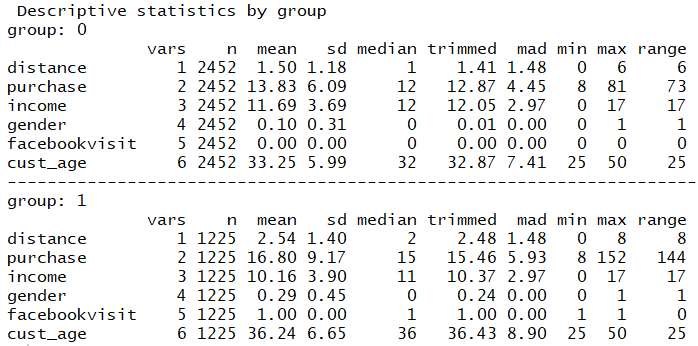 Descriptive statistics by group
group: 0
vars n mean sd median trimmed mad min max range
distance 1 2452 1.50 1.18 1 1.41 1.48 0 6 6
purchase 2 2452 13.83 6.09 12 12.87 4.45 8 81 73
income 3 2452 11.69 3.69 12 12.05 2.97 0 17 17
gender 4 2452 0.10 0.31 0 0.01 0.00 0 1 1
facebookvisit 5 2452 0.00 0.00 0 0.00 0.00 0 0 0
cust_age 6 2452 33.25 5.99 32 32.87 7.41 25 50 25
------------------------------------------------------------------------
group: 1
vars n mean sd median trimmed mad min max range
distance 1 1225 2.54 1.40 2 2.48 1.48 0 8 8
purchase 2 1225 16.80 9.17 15 15.46 5.93 8 152 144
income 3 1225 10.16 3.90 11 10.37 2.97 0 17 17
gender 4 1225 0.29 0.45 0 0.24 0.00 0 1 1
facebookvisit 5 1225 1.00 0.00 1 1.00 0.00 1 1 0
cust_age 6 1225 36.24 6.65 36 36.43 8.90 25 50 25